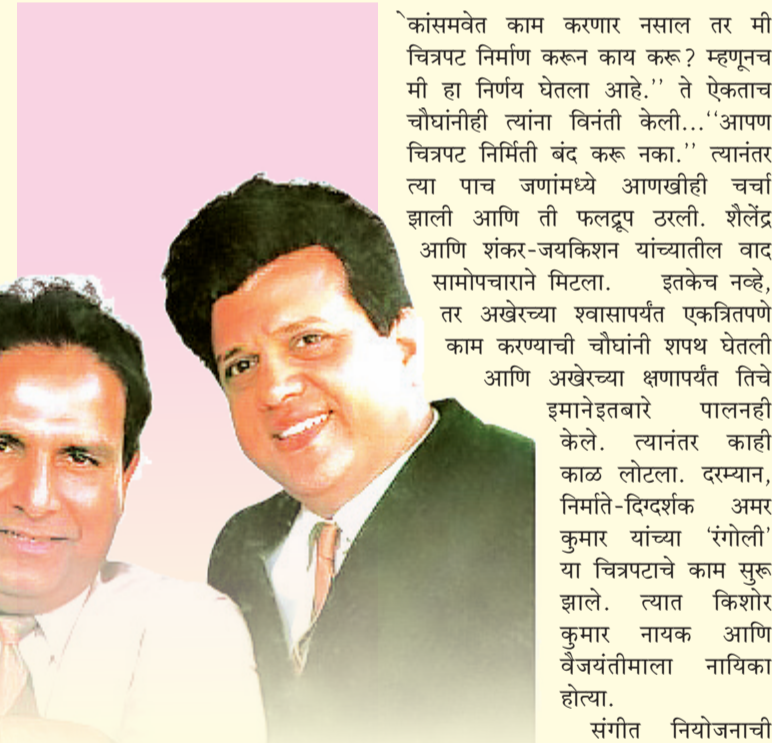 `कांसमवेत काम करणार नसाल तर मी
चित्रपट निर्माण करून काय करू? म्हणूनच
मी हा निर्णय घेतला आहे.’’ ते ऐकताच
चौघांनीही त्यांना विनंती केली...‘‘आपण
चित्रपट निर्मिती बंद करू नका.’’ त्यानंतर
त्या पाच जणांमध्ये आणखीही चर्चा
झाली आणि ती फलद्रूप ठरली. शैलेंद्र
आणि शंकर-जयकिशन यांच्यातील वाद
सामोपचाराने मिटला. इतकेच नव्हे,
तर अखेरच्या श्वासापर्यंत एकत्रितपणे
काम करण्याची चौघांनी शपथ घेतली
आणि अखेरच्या क्षणापर्यंत तिचे
इमानेइतबारे पालनही
केले. त्यानंतर काही
काळ लोटला. दरम्यान,
निर्माते-दिग्दर्शक अमर
कुमार यांच्या ‘रंगोली’
या चित्रपटाचे काम सुरू
झाले. त्यात किशोर
कुमार नायक आणि
वैजयंतीमाला नायिका
होत्या.
संगीत नियोजनाची